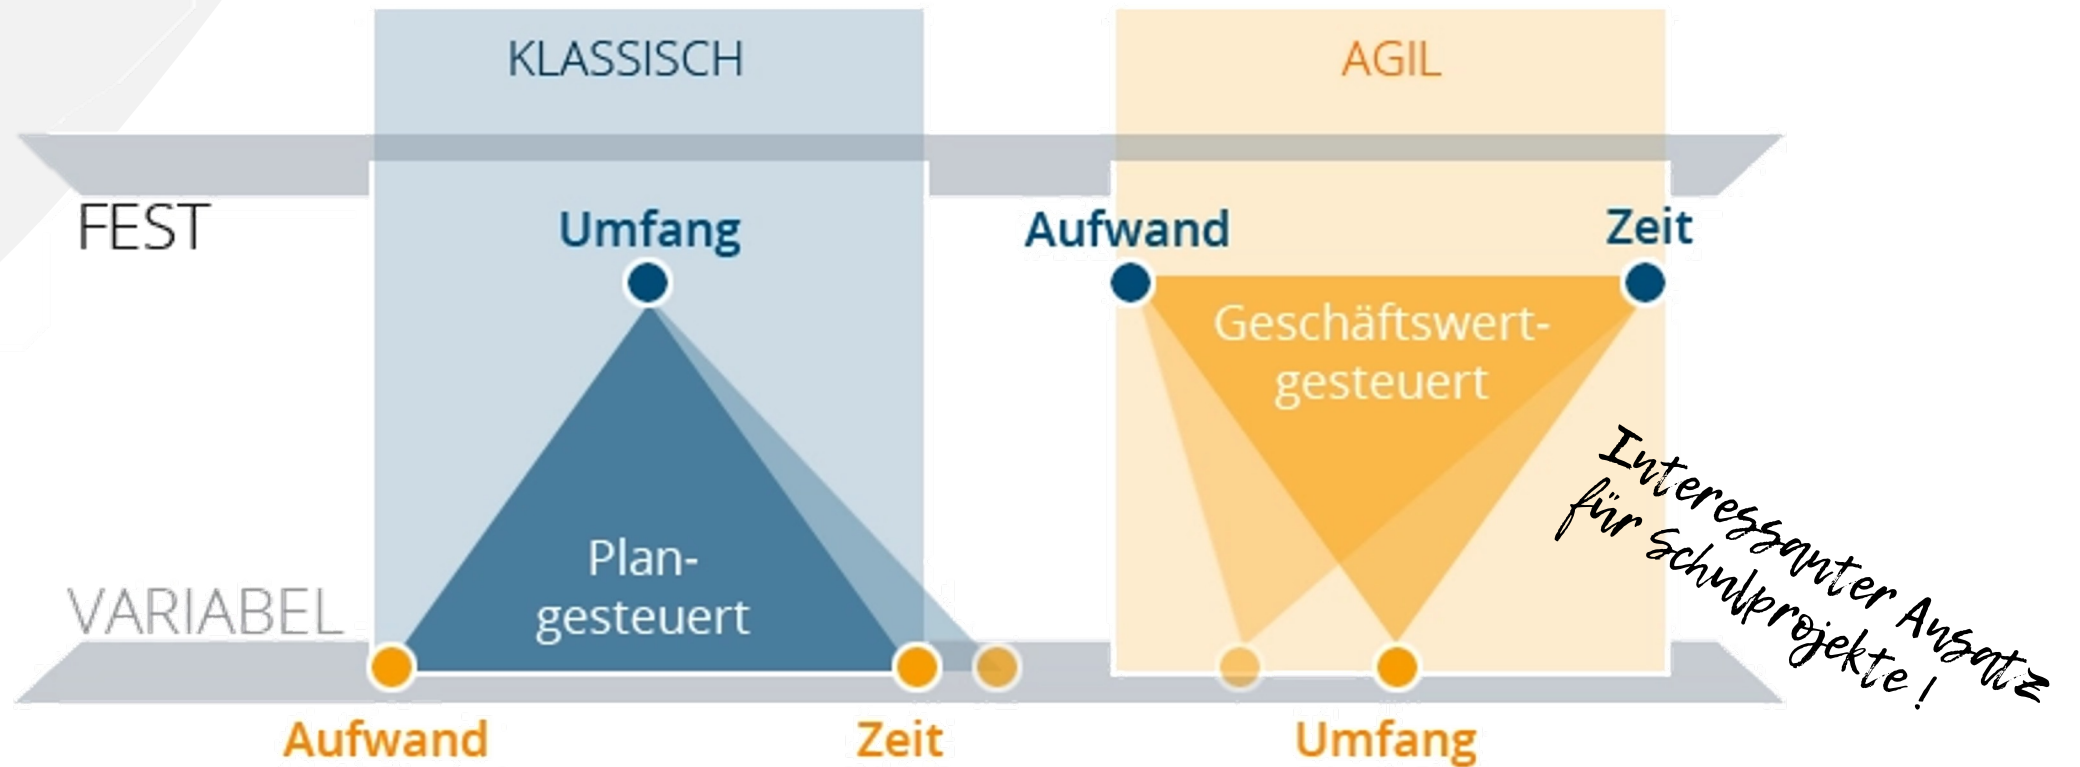 KLASSISCH
AGIL
FEST
Umfang
Aufwand
Zeit
Geschäftswert-
gesteuert
Interessanter Ansatz
für Schulprojekte!
Plan-
gesteuert
VARIABEL
Aufwand
Zeit
Umfang